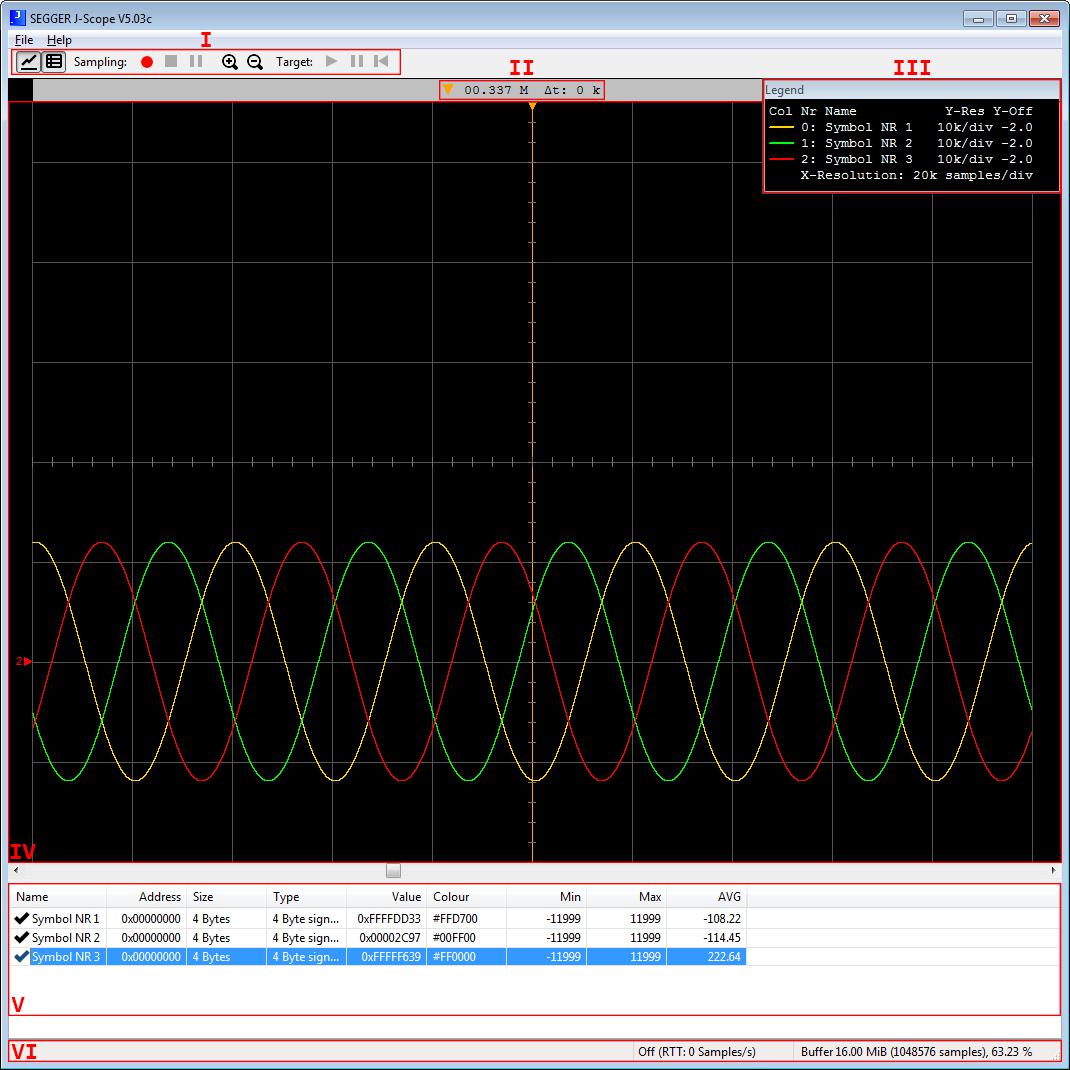 SEGGER J-Scope V5.03c
File Help
I
Sampling: Target:
II
III
00.337 M Δt: 0 k
Legend
Col Nr Name Y-Res Y-Off
0: Symbol NR 1 10k/div -2.0
1: Symbol NR 2 10k/div -2.0
2: Symbol NR 3 10k/div -2.0
X-Resolution: 20k samples/div
2
IV
Name Address Size Type Value Colour Min Max AVG
Symbol NR 1 0x00000000 4 Bytes 4 Byte sign... 0xFFFFDD33 #FFD700 -11999 11999 -108.22
Symbol NR 2 0x00000000 4 Bytes 4 Byte sign... 0x00002C97 #00FF00 -11999 11999 -114.45
Symbol NR 3 0x00000000 4 Bytes 4 Byte sign... 0xFFFFF639 #FF0000 -11999 11999 222.64
V
VI
Off (RTT: 0 Samples/s) Buffer 16.00 MiB (1048576 samples), 63.23 %